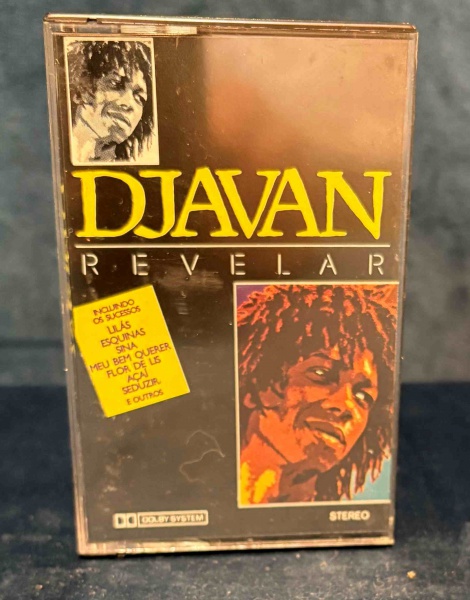 DJAVAN
REVELAR
INCLUINDO
OS SUCESSOS
LILÁS
ESQUINAS
SINA
MEU BEM QUERER
FLOR DE LIS
AÇAÍ
SEDUZIR...
E OUTROS
DOLBY SYSTEM
STEREO